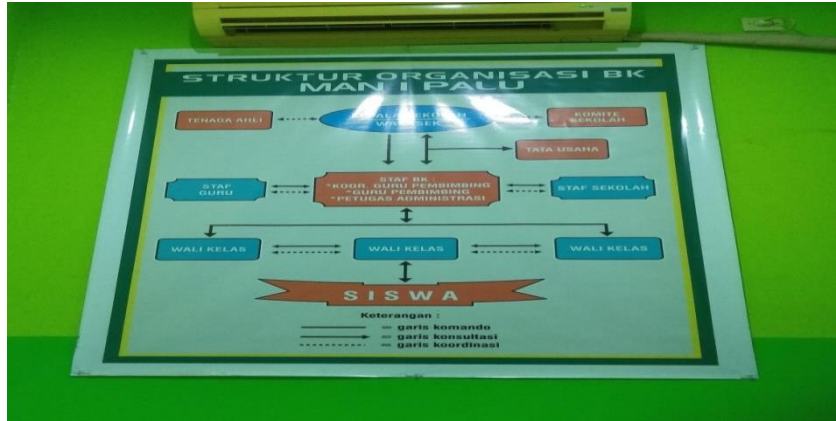 STRUKTUR ORGANISASI BK
MAN I PALU
TENAGA AHLI
KOMITE
SEKOLAH
TATA USAHA
STAF
GURU
STAF BK :
*KOOR. GURU PEMBIMBING
*GURU PEMBIMBING
*PETUGAS ADMINISTRASI
STAF SEKOLAH
WALI KELAS
WALI KELAS
WALI KELAS
SISWA
Keterangan :
= garis komando
= garis konsultasi
= garis koordinasi